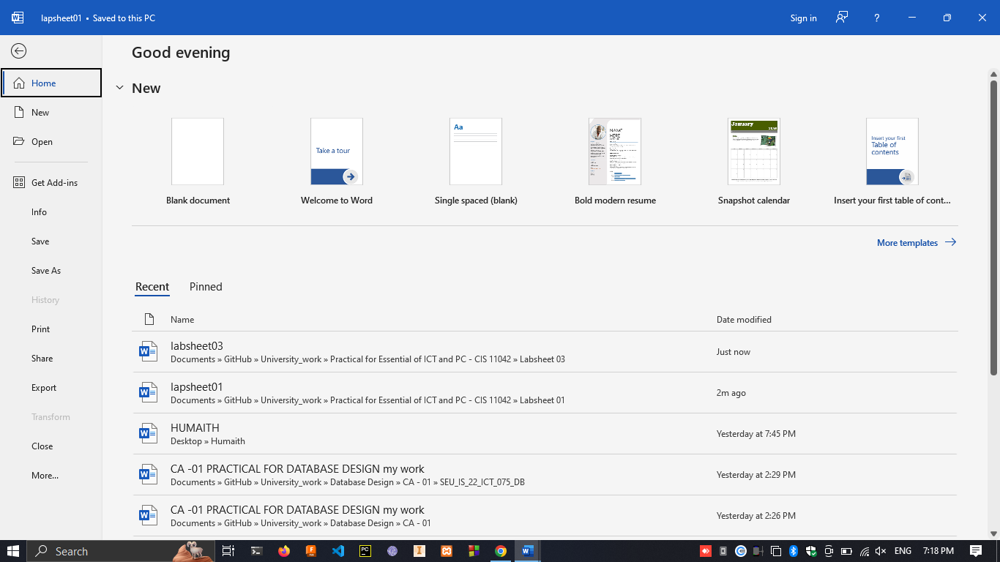 lapsheet01 • Saved to this PC
Sign in
?
Good evening
Home
New
Open
Get Add-ins
Info
Save
Save As
History
Print
Share
Export
Transform
Close
More...
New
Aa
Take a tour
NAME
HERE
January
YEAR
Insert your first
Table of
contents
Blank document
Welcome to Word
Single spaced (blank)
Bold modern resume
Snapshot calendar
Insert your first table of cont...
More templates
Recent
Pinned
Name
Date modified
labsheet03
Documents » GitHub » University_work » Practical for Essential of ICT and PC - CIS 11042 » Labsheet 03
Just now
lapsheet01
Documents » GitHub » University_work » Practical for Essential of ICT and PC - CIS 11042 » Labsheet 01
2m ago
HUMAITH
Desktop » Humaith
Yesterday at 7:45 PM
CA -01 PRACTICAL FOR DATABASE DESIGN my work
Documents » GitHub » University_work » Database Design » CA - 01 » SEU_IS_22_ICT_075_DB
Yesterday at 2:29 PM
CA -01 PRACTICAL FOR DATABASE DESIGN my work
Documents » GitHub » University_work » Database Design » CA - 01
Yesterday at 2:26 PM
Search
ENG
7:18 PM